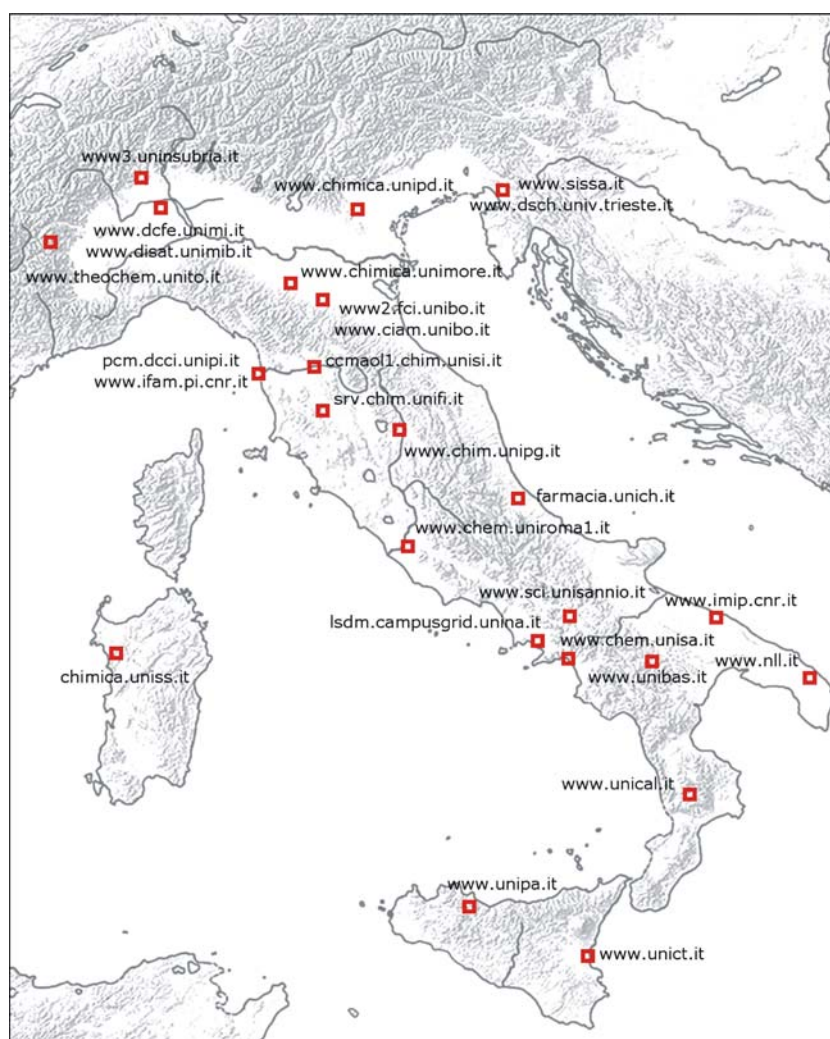 www3.uninsubria.it
www.chimica.unipd.it
www.sissa.it
www.dsch.univ.trieste.it
www.dcfe.unimi.it
www.disat.unimib.it
www.theochem.unito.it
www.chimica.unimore.it
www2.fci.unibo.it
www.ciam.unibo.it
pcm.dcci.unipi.it
www.ifam.pi.cnr.it
ccmaol1.chim.unisi.it
srv.chim.unifi.it
www.chim.unipg.it
farmacia.unich.it
www.chem.uniroma1.it
www.sci.unisannio.it
www.imip.cnr.it
lsdm.campusgrid.unina.it
www.chem.unisa.it
www.nll.it
www.unibas.it
chimica.uniss.it
www.unical.it
www.unipa.it
www.unict.it